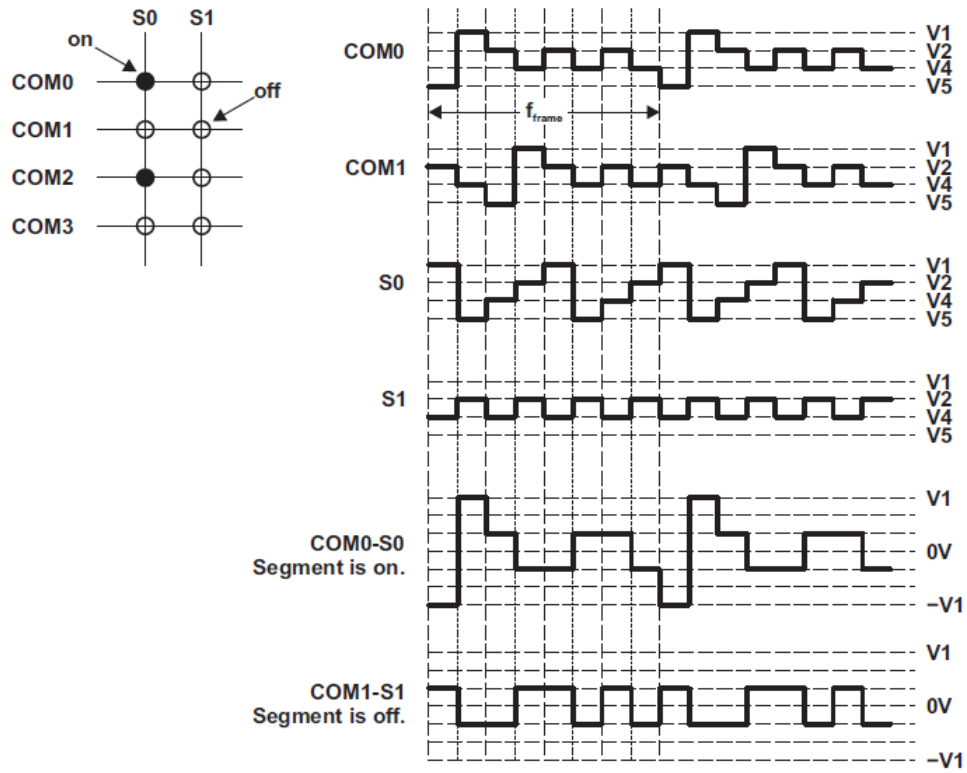 S0 S1
on
COM0
off
COM1
COM2
COM3
COM0
V1
V2
V4
V5
fframe
COM1
V1
V2
V4
V5
S0
V1
V2
V4
V5
S1
V1
V2
V4
V5
COM0-S0
Segment is on.
V1
0V
−V1
COM1-S1
Segment is off.
V1
0V
−V1